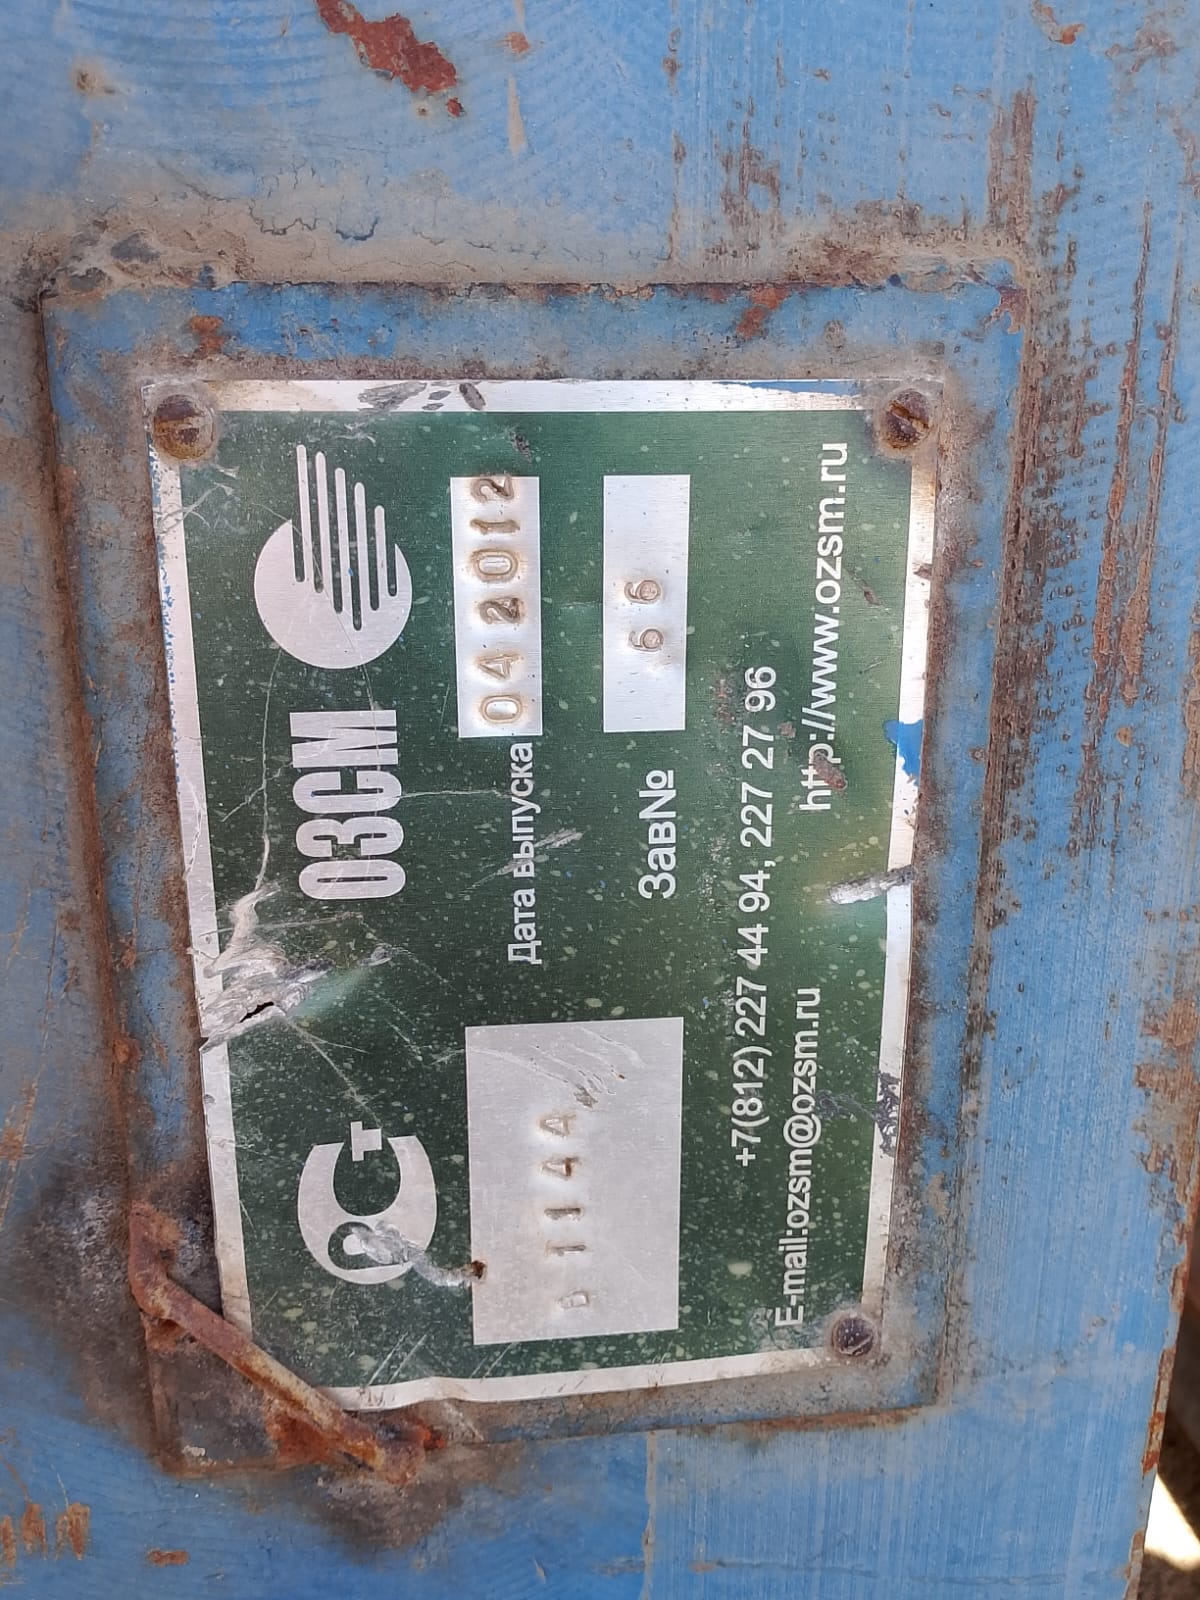 ОЗСМ
РСТ
Дата выпуска 04 2012
Зав№ 66
+7(812) 227 44 94, 227 27 96
E-mail:ozsm@ozsm.ru http://www.ozsm.ru